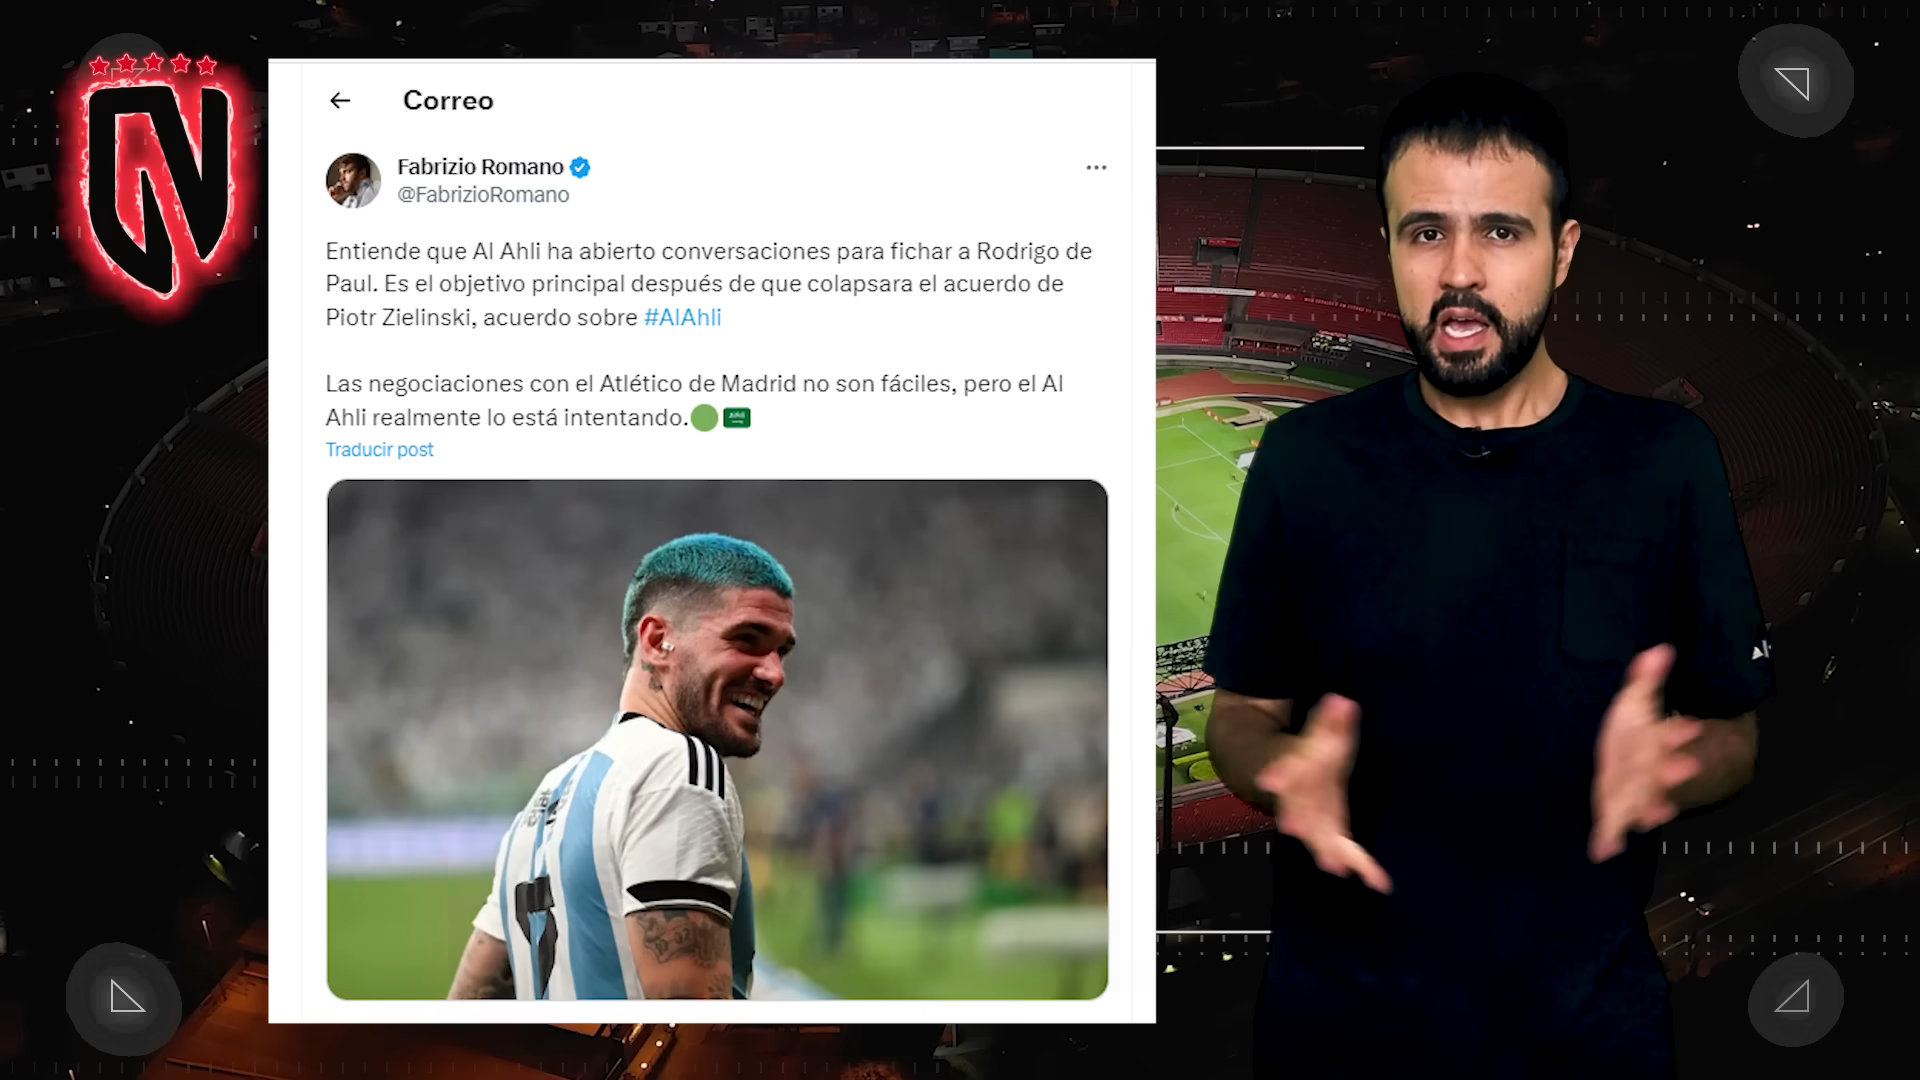 Correo
Fabrizio Romano
@FabrizioRomano
Entiende que Al Ahli ha abierto conversaciones para fichar a Rodrigo de
Paul. Es el objetivo principal después de que colapsara el acuerdo de
Piotr Zielinski, acuerdo sobre #AlAhli
Las negociaciones con el Atlético de Madrid no son fáciles, pero el Al
Ahli realmente lo está intentando.
Traducir post